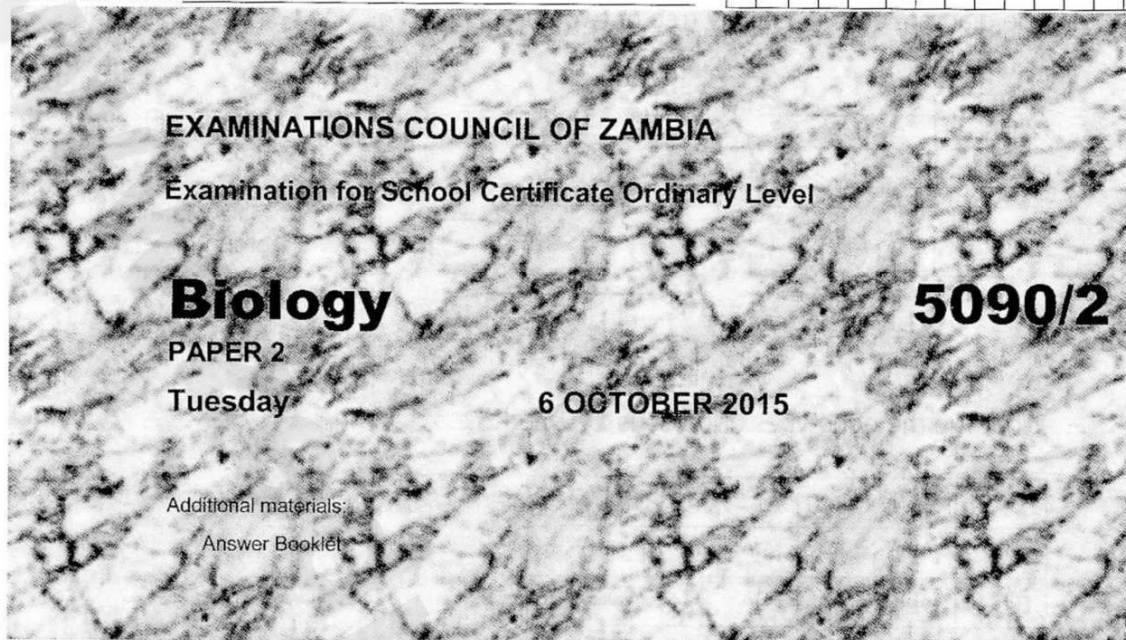 EXAMINATIONS COUNCIL OF ZAMBIA
Examination for School Certificate Ordinary Level
Biology 5090/2
PAPER 2
Tuesday 6 OCTOBER 2015
Additional materials:
Answer Booklet